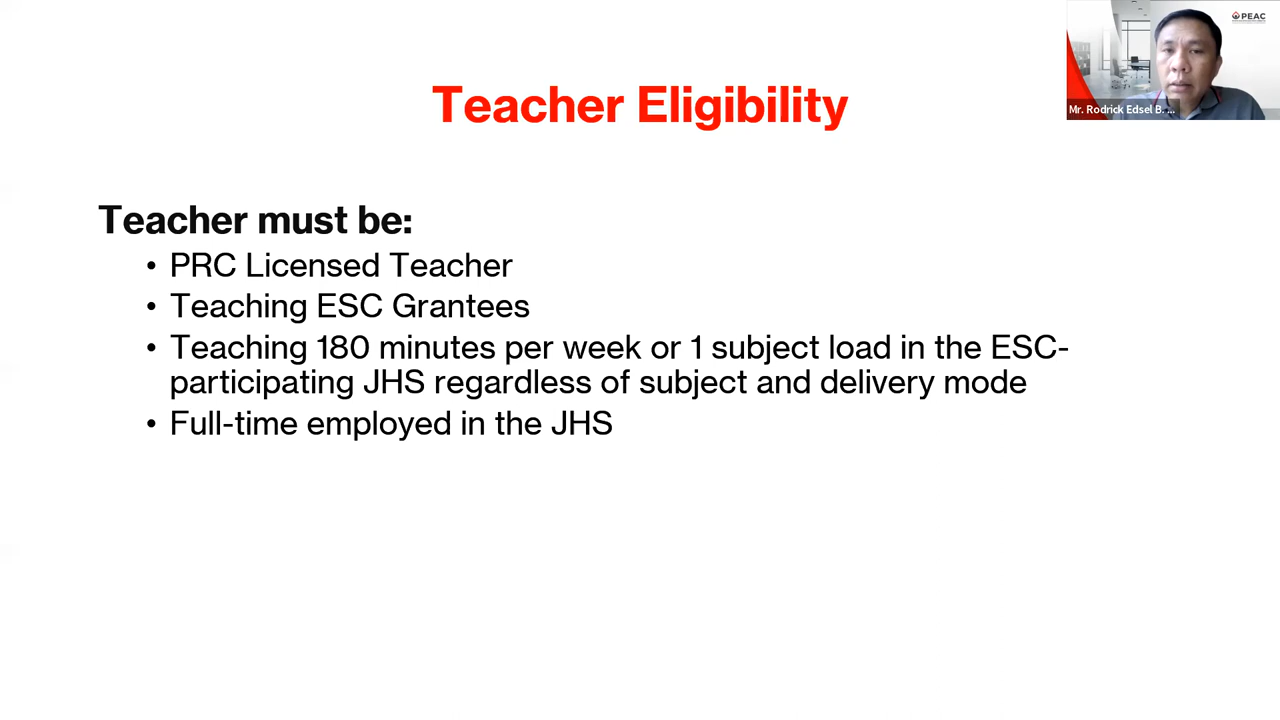 PEAC
Mr. Rodrick Edsel B. ...
Teacher Eligibility
Teacher must be:
• PRC Licensed Teacher
• Teaching ESC Grantees
• Teaching 180 minutes per week or 1 subject load in the ESC-
participating JHS regardless of subject and delivery mode
• Full-time employed in the JHS